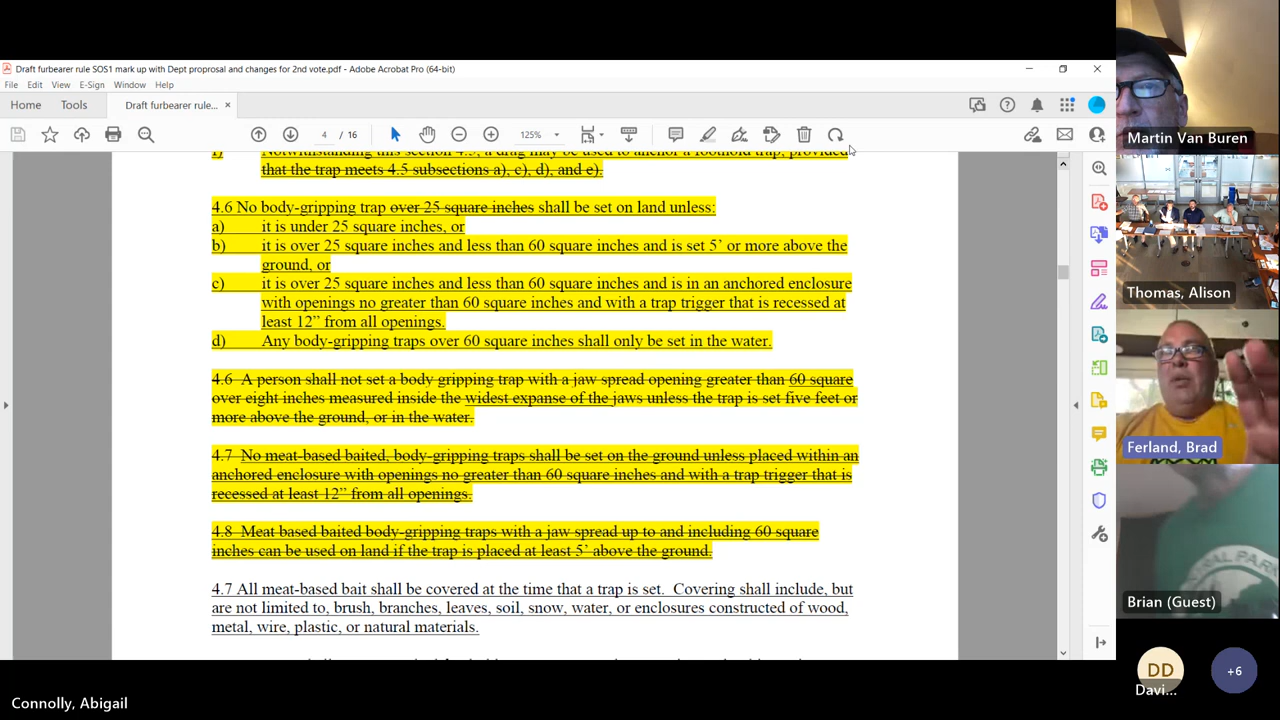 Draft furbearer rule SOS1 mark up with Dept proprosal and changes for 2nd vote.pdf - Adobe Acrobat Pro (64-bit)
File Edit View E-Sign Window Help
Home Tools Draft furbearer rule... ×
4 / 16 125%
f) Notwithstanding this section 4.5, a drag may be used to anchor a foothold trap, provided
that the trap meets 4.5 subsections a), c), d), and e).
4.6 No body-gripping trap over 25 square inches shall be set on land unless:
a) it is under 25 square inches, or
b) it is over 25 square inches and less than 60 square inches and is set 5’ or more above the
ground, or
c) it is over 25 square inches and less than 60 square inches and is in an anchored enclosure
with openings no greater than 60 square inches and with a trap trigger that is recessed at
least 12” from all openings.
d) Any body-gripping traps over 60 square inches shall only be set in the water.
4.6 A person shall not set a body gripping trap with a jaw spread opening greater than 60 square
over eight inches measured inside the widest expanse of the jaws unless the trap is set five feet or
more above the ground, or in the water.
4.7 No meat-based baited, body-gripping traps shall be set on the ground unless placed within an
anchored enclosure with openings no greater than 60 square inches and with a trap trigger that is
recessed at least 12” from all openings.
4.8 Meat based baited body-gripping traps with a jaw spread up to and including 60 square
inches can be used on land if the trap is placed at least 5’ above the ground.
4.7 All meat-based bait shall be covered at the time that a trap is set. Covering shall include, but
are not limited to, brush, branches, leaves, soil, snow, water, or enclosures constructed of wood,
metal, wire, plastic, or natural materials.
Martin Van Buren
Thomas, Alison
Ferland, Brad
Brian (Guest)
DD
Davi...
+6
Connolly, Abigail